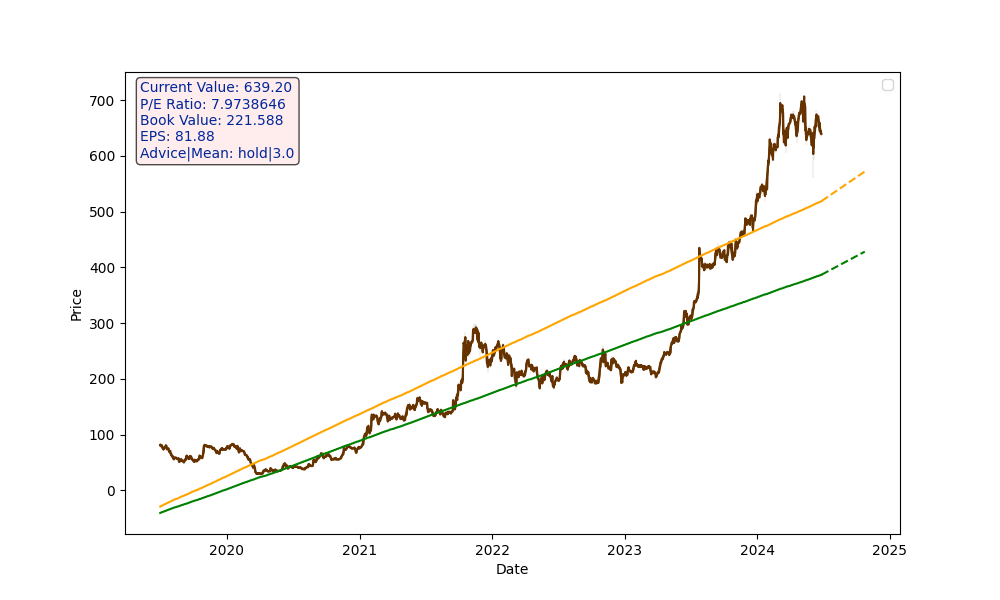 Current Value: 639.20
P/E Ratio: 7.9738646
Book Value: 221.588
EPS: 81.88
Advice|Mean: hold|3.0
700
600
500
400
300
200
100
0
Price
2020 2021 2022 2023 2024 2025
Date